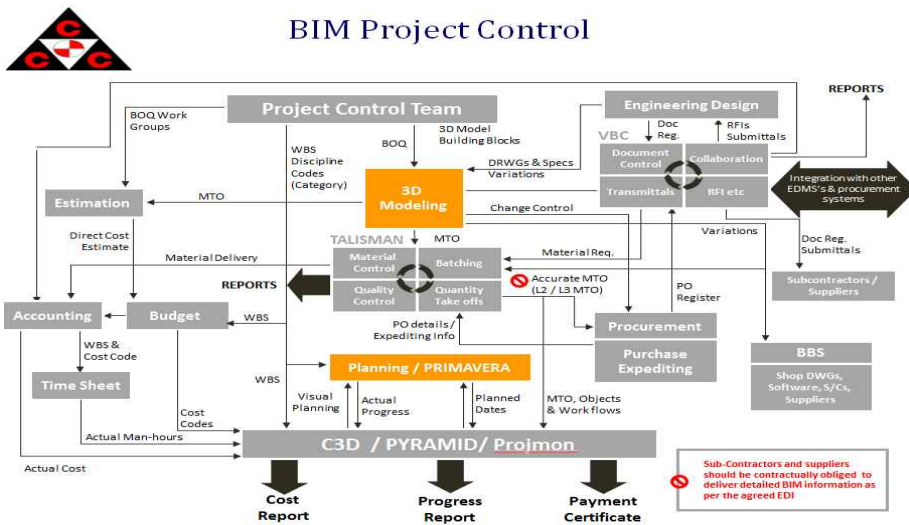 C
C
C
BIM Project Control
Project Control Team
Engineering Design
REPORTS
BOQ Work
Groups
WBS
Discipline
Codes
(Category)
BOQ
3D Model
Building Blocks
DRWGs & Specs
Variations
VBC
Doc
Reg.
RFIs
Submittals
Document
Control
Collaboration
Transmittals
RFI etc
Integration with other
EDMS's & procurement
systems
Estimation
MTO
3D
Modeling
Change Control
Variations
Doc Reg.
Submittals
Direct Cost
Estimate
TALISMAN
MTO
Material Req.
Material Delivery
Material
Control
Batching
Quality
Control
Quantity
Take offs
REPORTS
Accurate MTO
(L2 / L3 MTO)
PO
Register
Subcontractors /
Suppliers
Accounting
Budget
WBS
PO details/
Expediting Info
Procurement
Purchase
Expediting
WBS &
Cost Code
BBS
Shop DWGs,
Software, S/Cs,
Suppliers
Time Sheet
WBS
Planning / PRIMAVERA
Cost
Codes
Visual
Planning
Actual
Progress
Planned
Dates
MTO, Objects
& Work flows
Actual Man-hours
C3D / PYRAMID/ Projmon
Actual Cost
Cost
Report
Progress
Report
Payment
Certificate
Sub-Contractors and suppliers
should be contractually obliged to
deliver detailed BIM information as
per the agreed EDI